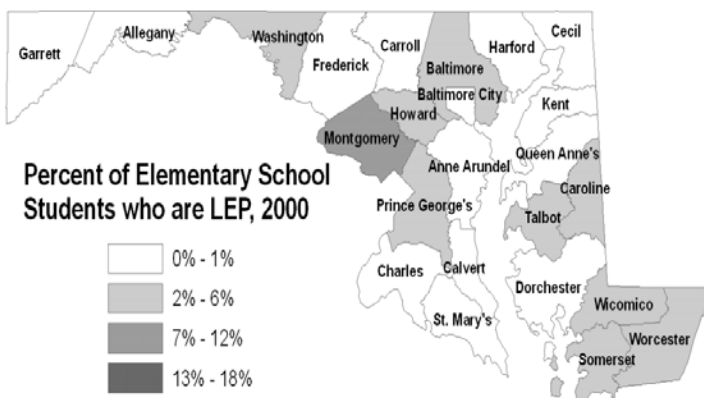 Garrett
Allegany
Washington
Frederick
Carroll
Baltimore
Harford
Cecil
Baltimore City
Howard
Kent
Montgomery
Anne Arundel
Queen Anne's
Caroline
Talbot
Prince George's
Charles
Calvert
St. Mary's
Dorchester
Wicomico
Worcester
Somerset
Percent of Elementary School
Students who are LEP, 2000
0% - 1%
2% - 6%
7% - 12%
13% - 18%